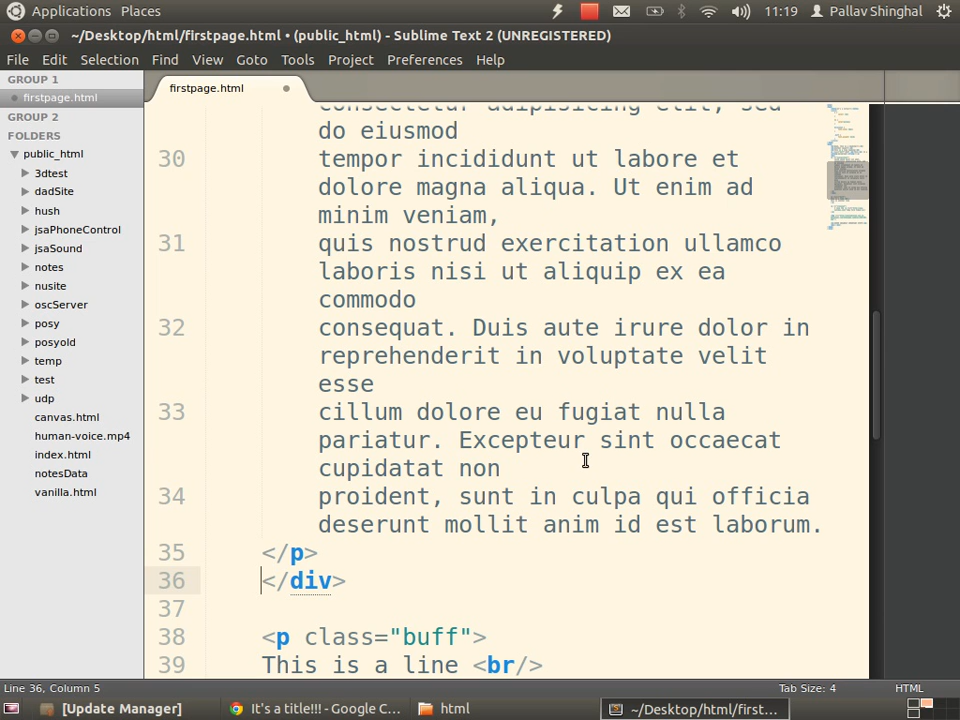 Applications Places 11:19 Pallav Shinghal
~/Desktop/html/firstpage.html • (public_html) - Sublime Text 2 (UNREGISTERED)
File Edit Selection Find View Goto Tools Project Preferences Help
GROUP 1
firstpage.html
GROUP 2
FOLDERS
public_html
3dtest
dadSite
hush
jsaPhoneControl
jsaSound
notes
nusite
oscServer
posy
posyold
temp
test
udp
canvas.html
human-voice.mp4
index.html
notesData
vanilla.html
firstpage.html
consectetur adipisicing elit, sed
do eiusmod
30 tempor incididunt ut labore et
dolore magna aliqua. Ut enim ad
minim veniam,
31 quis nostrud exercitation ullamco
laboris nisi ut aliquip ex ea
commodo
32 consequat. Duis aute irure dolor in
reprehenderit in voluptate velit
esse
33 cillum dolore eu fugiat nulla
pariatur. Excepteur sint occaecat
cupidatat non
34 proident, sunt in culpa qui officia
deserunt mollit anim id est laborum.
35 </p>
36 </div>
37
38 <p class="buff">
39 This is a line <br/>
Line 36, Column 5 Tab Size: 4 HTML
[Update Manager] It's a title!!! - Google C... html ~/Desktop/html/first...